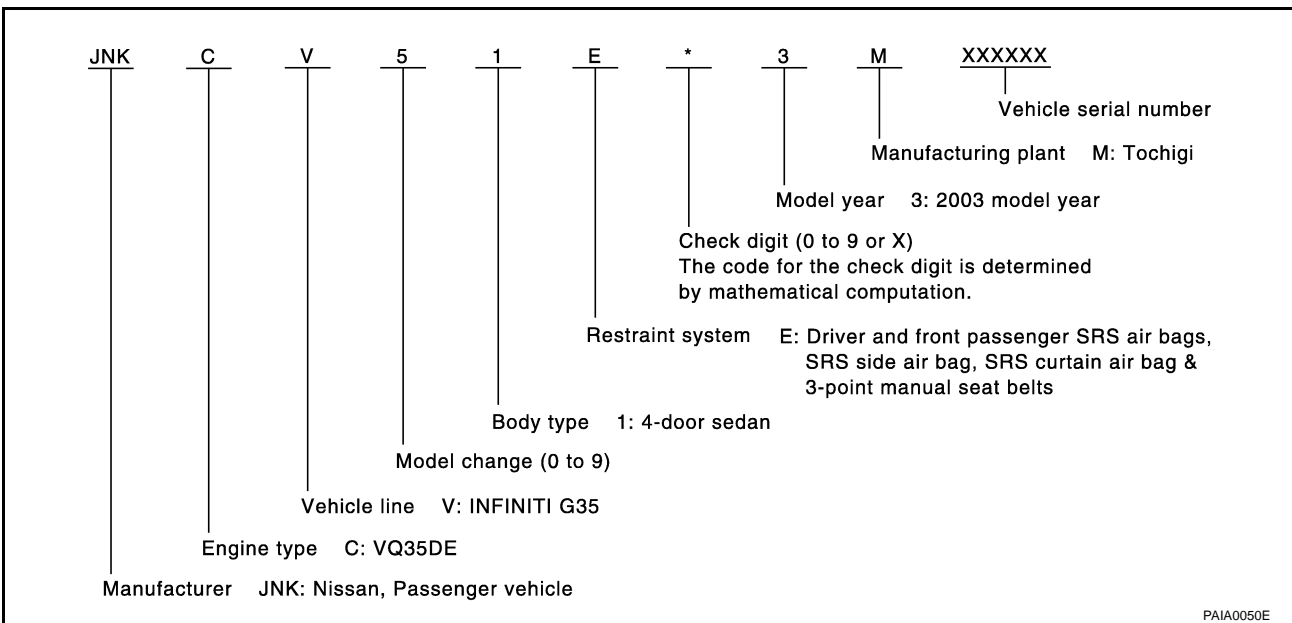 JNK C V 5 1 E * 3 M XXXXXX
Vehicle serial number
Manufacturing plant M: Tochigi
Model year 3: 2003 model year
Check digit (0 to 9 or X)
The code for the check digit is determined
by mathematical computation.
Restraint system E: Driver and front passenger SRS air bags,
SRS side air bag, SRS curtain air bag &
3-point manual seat belts
Body type 1: 4-door sedan
Model change (0 to 9)
Vehicle line V: INFINITI G35
Engine type C: VQ35DE
Manufacturer JNK: Nissan, Passenger vehicle
PAIA0050E